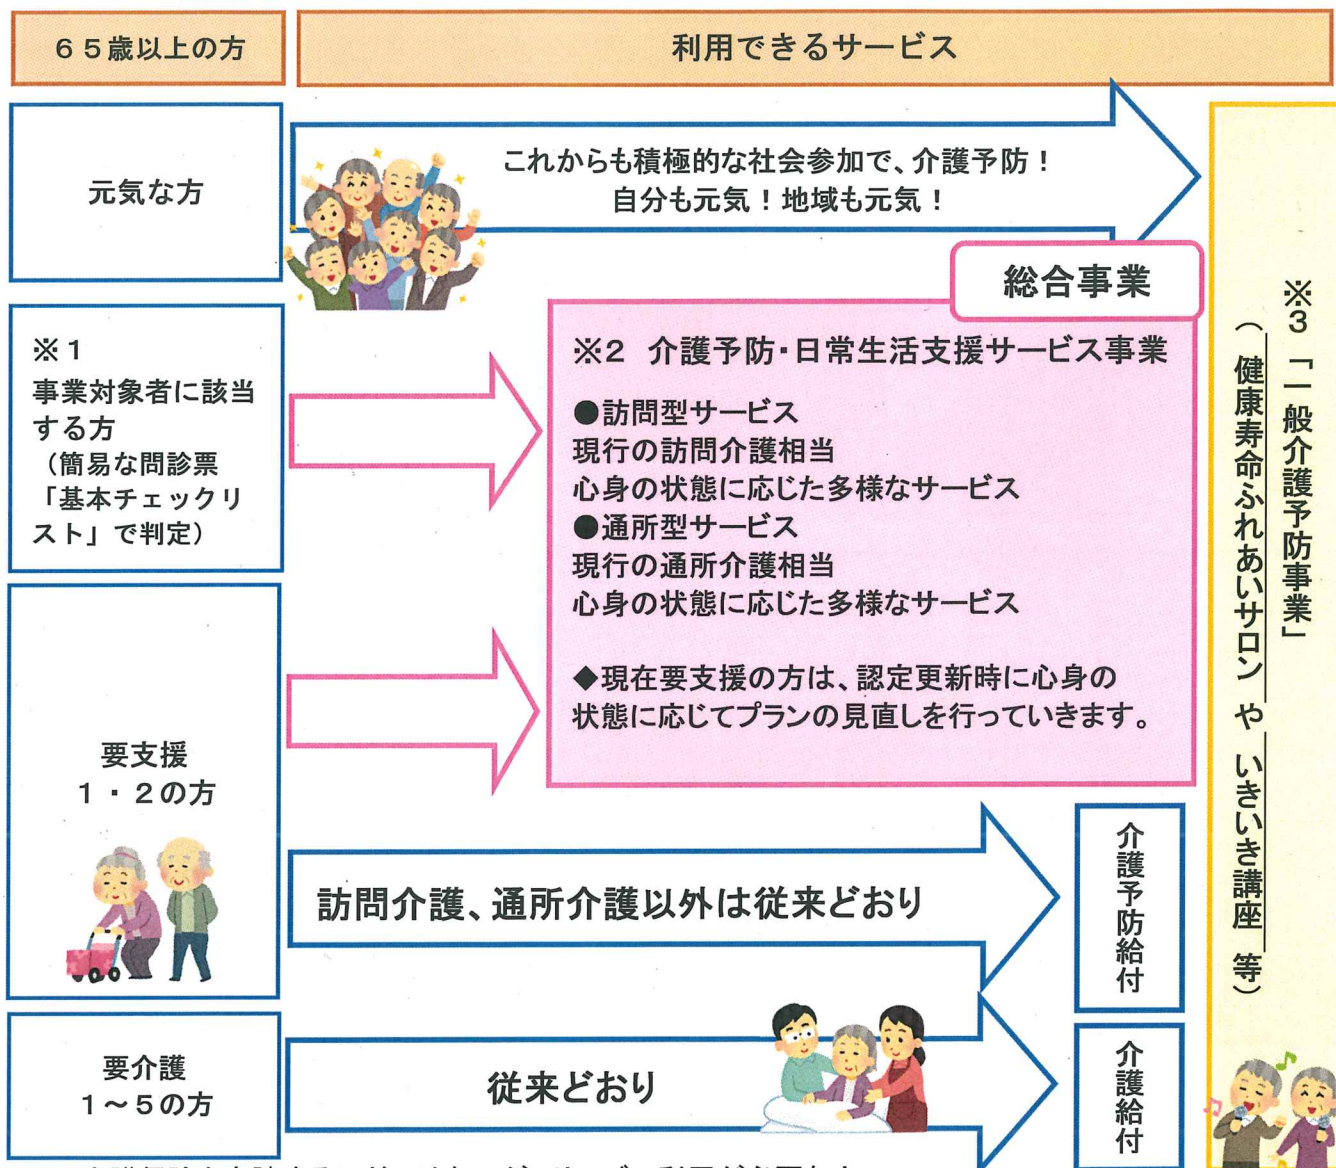 ６５歳以上の方
利用できるサービス
元気な方
これからも積極的な社会参加で、介護予防！
自分も元気！地域も元気！
総合事業
※１
事業対象者に該当
する方
（簡易な問診票
「基本チェックリ
スト」で判定）
※２　介護予防・日常生活支援サービス事業
●訪問型サービス
現行の訪問介護相当
心身の状態に応じた多様なサービス
●通所型サービス
現行の通所介護相当
心身の状態に応じた多様なサービス
◆現在要支援の方は、認定更新時に心身の
状態に応じてプランの見直しを行っていきます。
要支援
１・２の方
訪問介護、通所介護以外は従来どおり
介護予防給付
要介護
１～５の方
従来どおり
介護給付
※３「一般介護予防事業」
（健康寿命ふれあいサロン や いきいき講座 等）